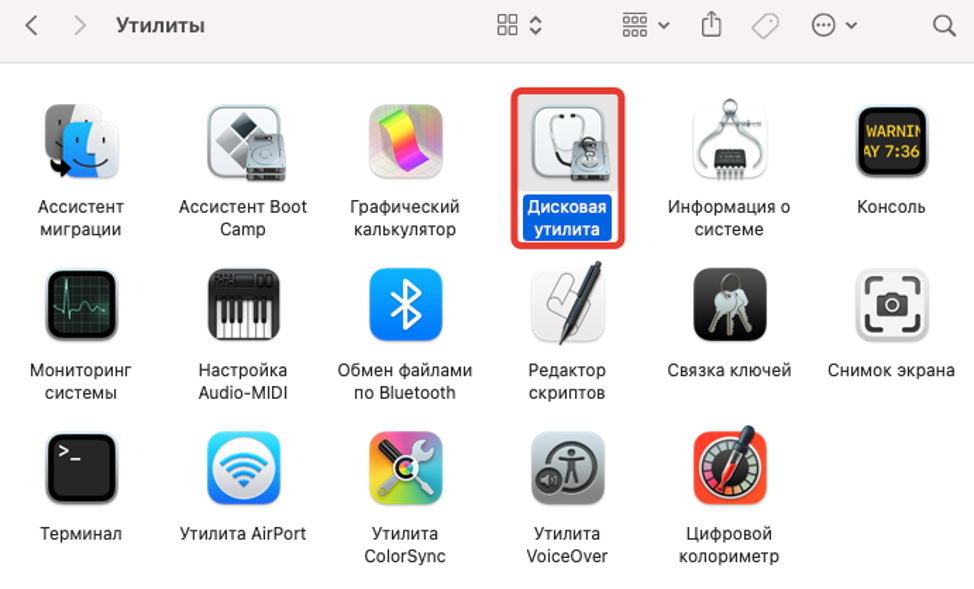 Утилиты
Ассистент миграции
Ассистент Boot Camp
Графический калькулятор
Дисковая утилита
Информация о системе
WARNIN
AY 7:36
Консоль
Мониторинг системы
Настройка Audio-MIDI
Обмен файлами по Bluetooth
Редактор скриптов
Связка ключей
Снимок экрана
>_
Терминал
Утилита AirPort
Утилита ColorSync
Утилита VoiceOver
Цифровой колориметр